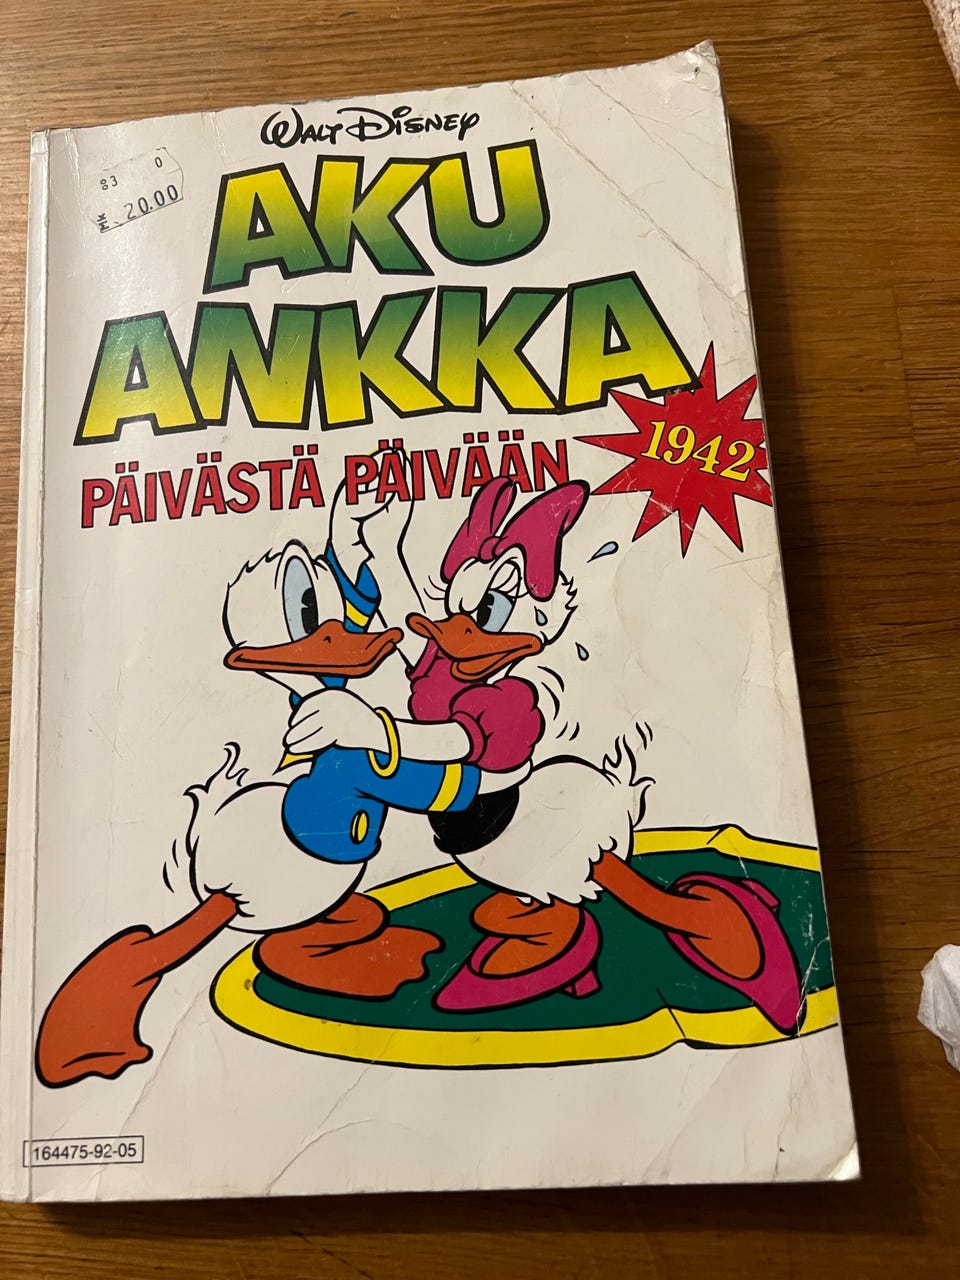 WALT DISNEY
83 0
MK 20.00
AKU
ANKKA
PÄIVÄSTÄ PÄIVÄÄN
1942
164475-92-05